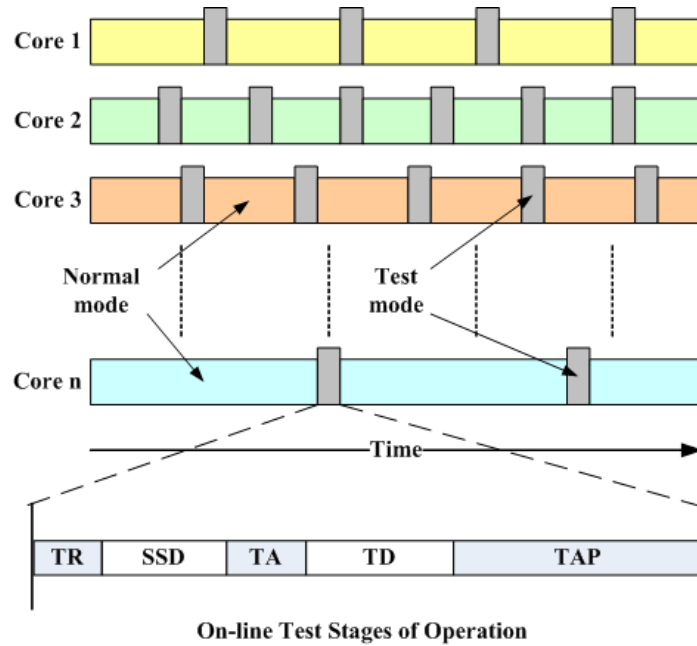 Core 1
Core 2
Core 3
Normal
mode
Test
mode
Core n
Time
TR SSD TA TD TAP
On-line Test Stages of Operation